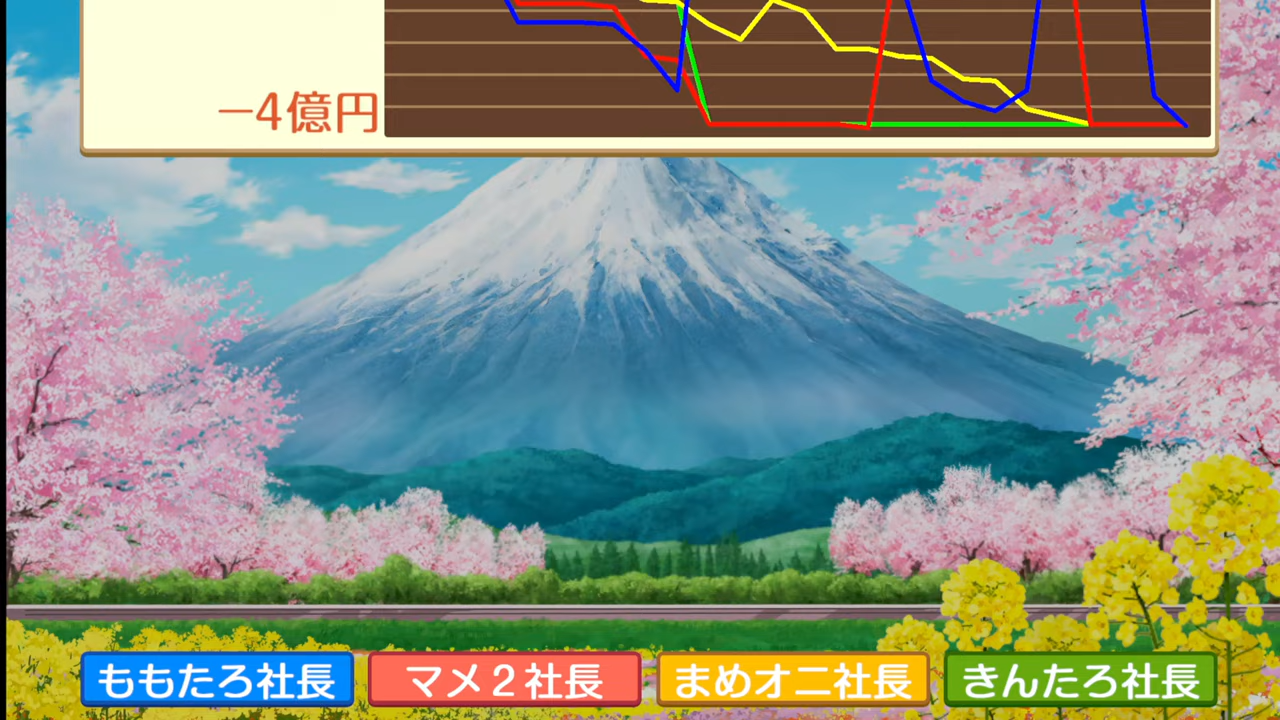 －4億円
ももたろ社長
マメ２社長
まめオニ社長
きんたろ社長